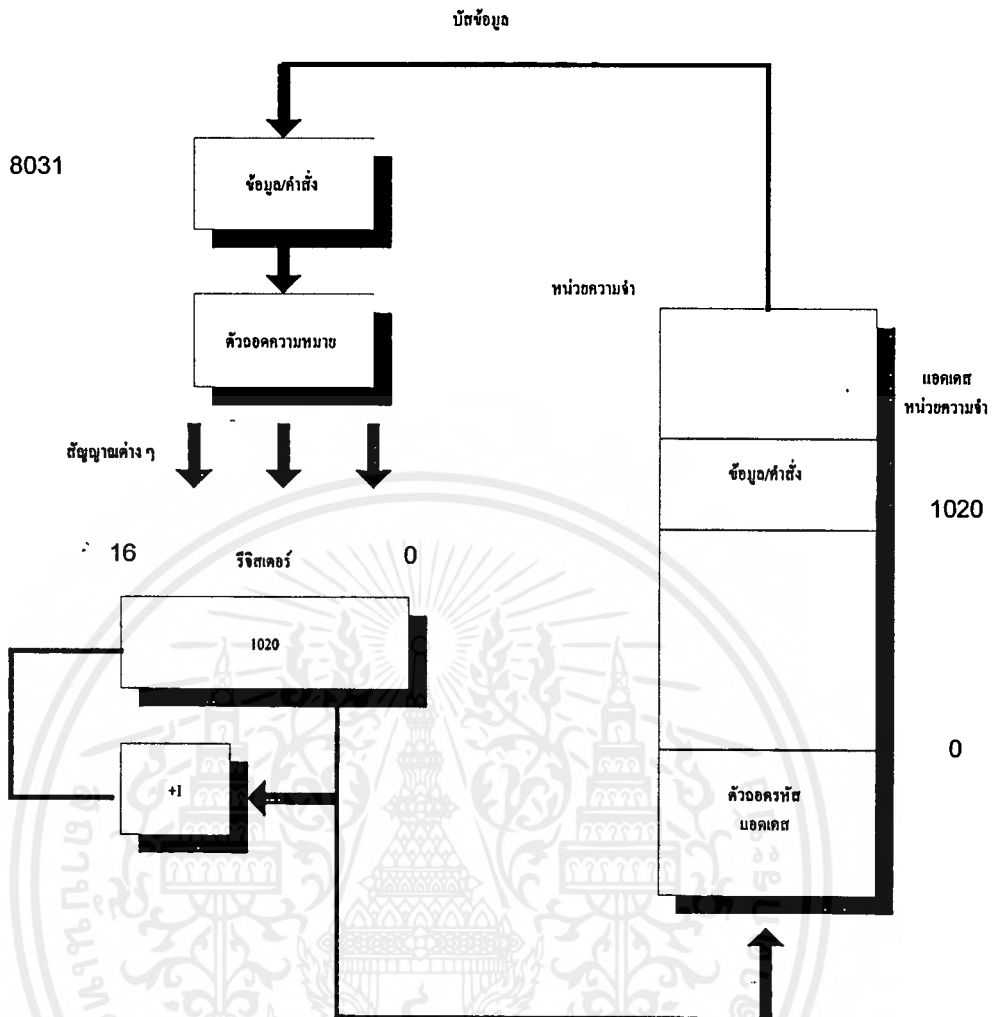 บัสข้อมูล
8031
ข้อมูล/คำสั่ง
หน่วยความจำ
ตัวถอดความหมาย
แอดเดส
หน่วยความจำ
สัญญาณต่าง ๆ
ข้อมูล/คำสั่ง
1020
16
รีจิสเตอร์
0
1020
0
+1
ตัวถอดรหัส
แอดเดส